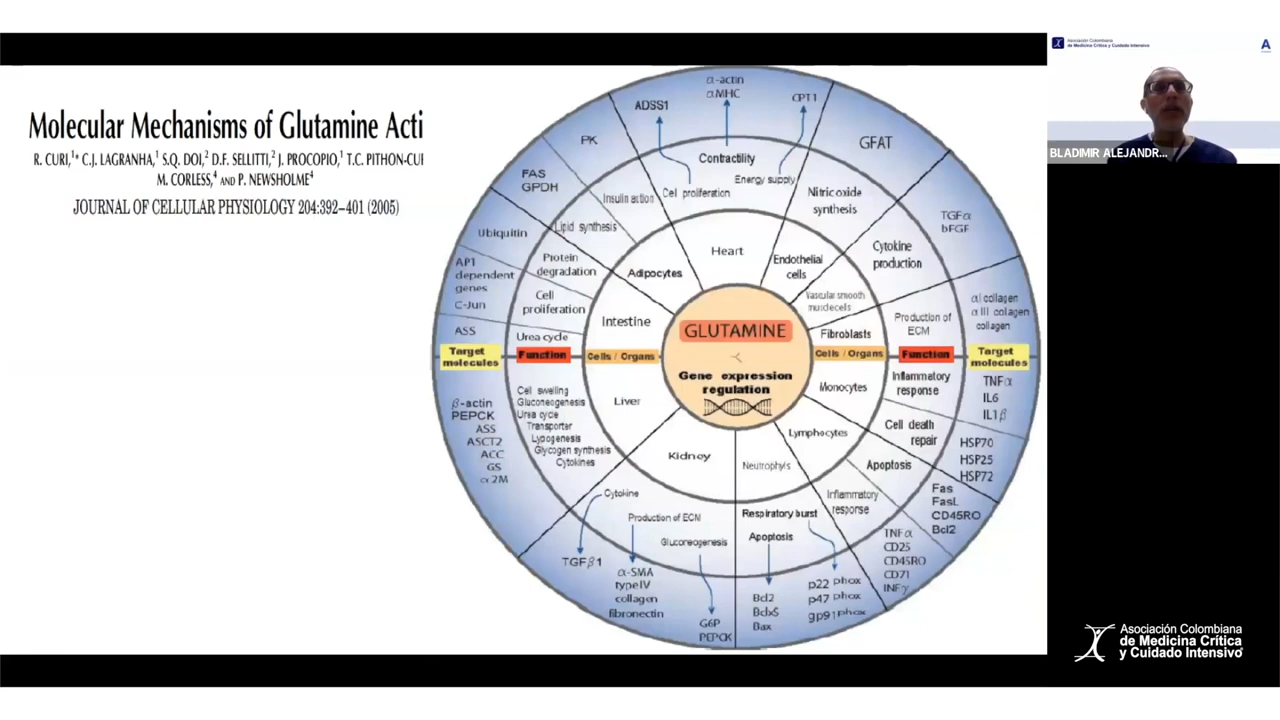 Molecular Mechanisms of Glutamine Acti
R. CURI,¹* C.J. LAGRANHA,¹ S.Q. DOI,² D.F. SELLITTI,² J. PROCOPIO,¹ T.C. PITHON-CUI
M. CORLESS,⁴ AND P. NEWSHOLME⁴
JOURNAL OF CELLULAR PHYSIOLOGY 204:392–401 (2005)
GLUTAMINE
Gene expression
regulation
Cells / Organs
Function
Target
molecules
Cells / Organs
Function
Target
molecules
Heart
Contractility
Cell proliferation
Energy supply
ADSS1
α-actin
αMHC
CPT1
Endothelial
cells
Nitric oxide
synthesis
GFAT
Vascular smooth
Cytokine
production
TGFα
bFGF
Fibroblasts
Production of
ECM
αI collagen
α III collagen
collagen
Monocytes
Inflammatory
response
TNFα
IL6
IL1β
Cell death
repair
HSP70
HSP25
HSP72
Lymphocytes
Apoptosis
Fas
FasL
CD45RO
Bcl2
Inflammatory
response
TNFα
CD25
CD45RO
CD71
INFγ
Neutrophyls
Respiratory burst
Apoptosis
p22 phox
p47 phox
gp91phox
Bcl2
BclxS
Bax
Kidney
Cytokine
Production of ECM
Gluconeogenesis
TGFβ1
α-SMA
type IV
collagen
fibronectin
G6P
PEPCK
Liver
Cell swelling
Gluconeogenesis
Urea cycle
Transporter
Lypogenesis
Glycogen synthesis
Cytokines
β-actin
PEPCK
ASS
ASCT2
ACC
GS
α2M
Intestine
Urea cycle
ASS
Cell
proliferation
AP1
dependent
genes
C-Jun
Protein
degradation
Ubiquitin
Adipocytes
Lipid synthesis
FAS
GPDH
Insulin action
PK
Asociación Colombiana
de Medicina Crítica y Cuidado Intensivo
A
BLADIMIR ALEJANDR...
Asociación Colombiana
de Medicina Crítica
y Cuidado Intensivo